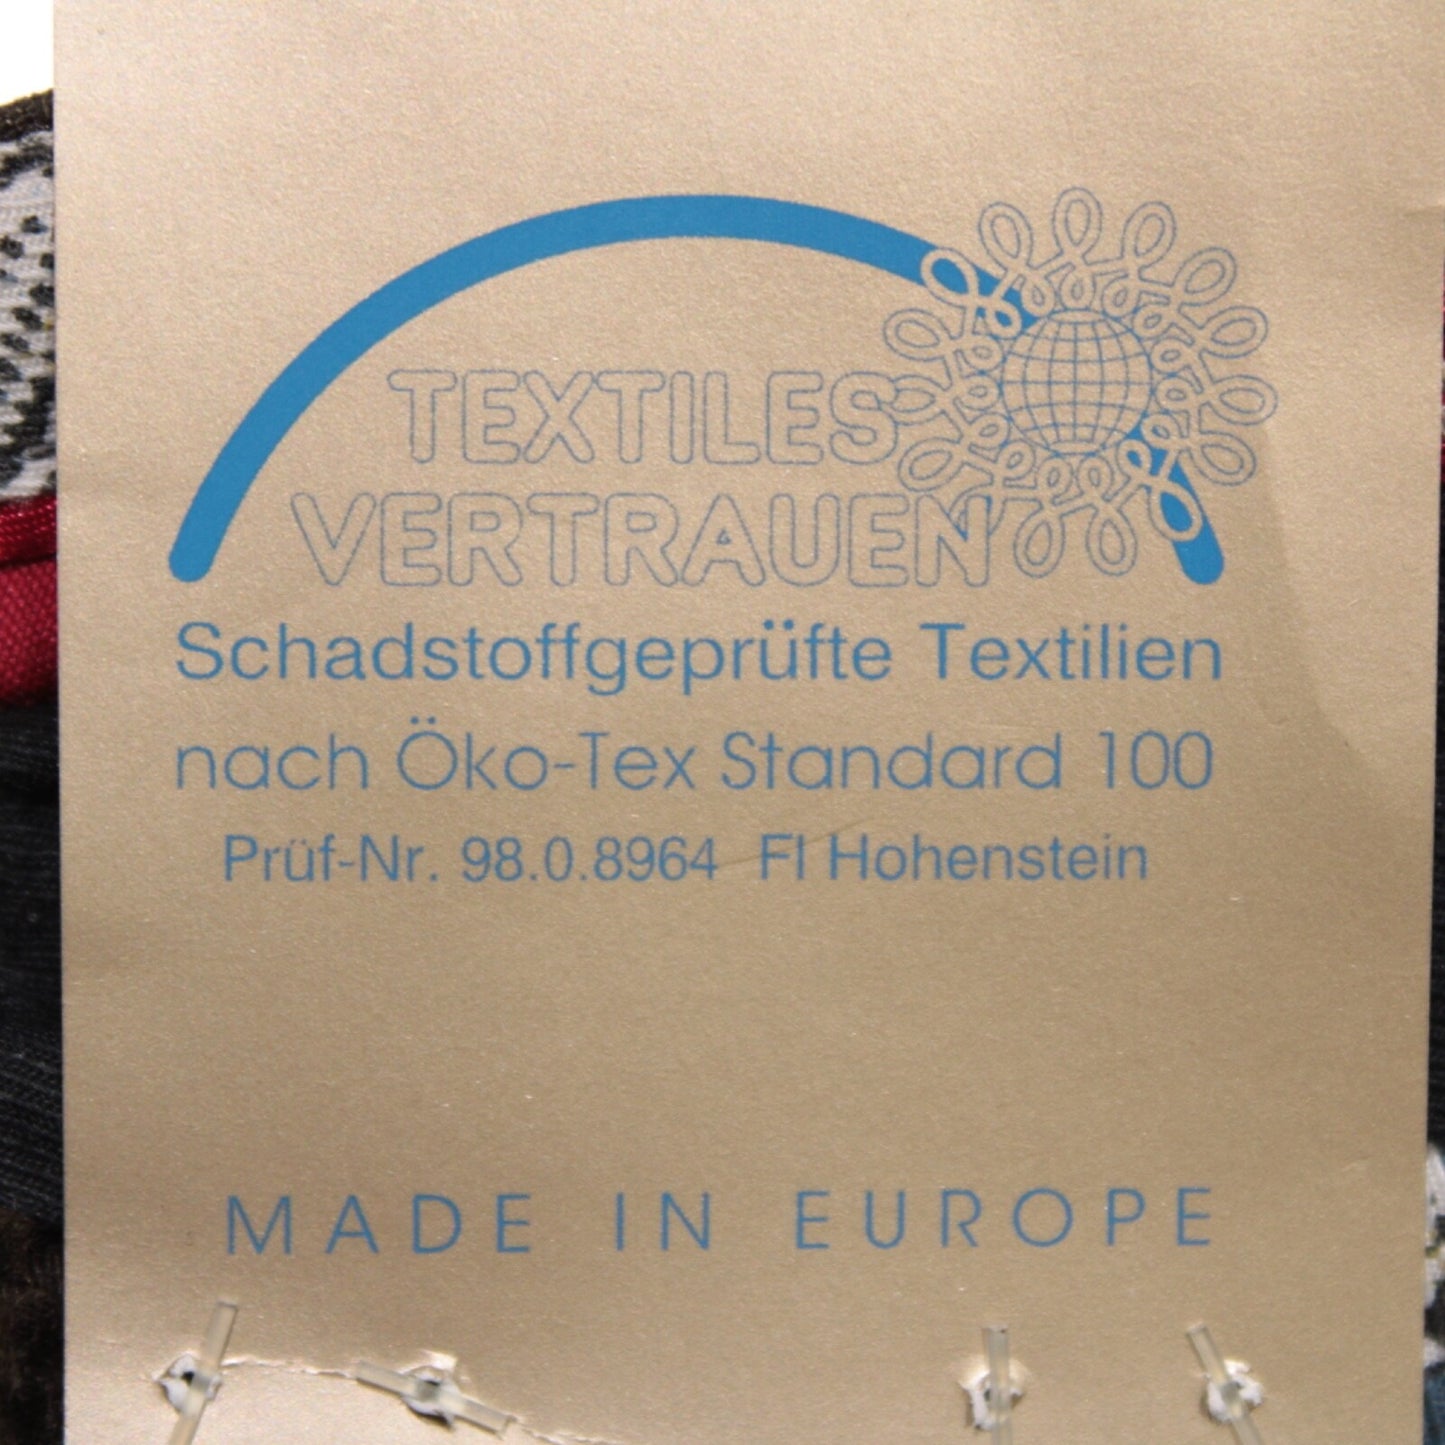 TEXTILES
VERTRAUEN
Schadstoffgeprüfte Textilien
nach Öko-Tex Standard 100
Prüf-Nr. 98.0.8964 FI Hohenstein
MADE IN EUROPE